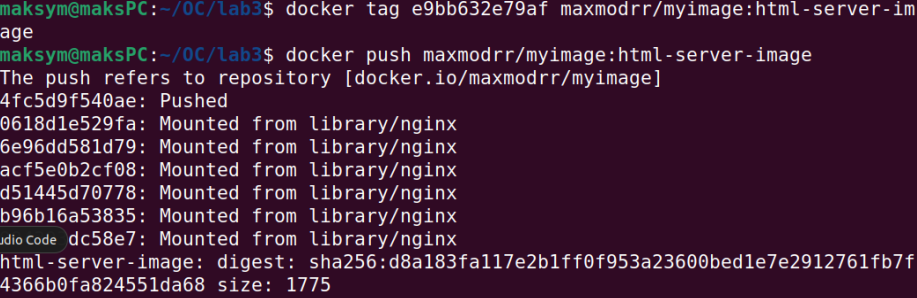 maksym@maksPC:~/OC/lab3$ docker tag e9bb632e79af maxmodrr/myimage:html-server-im
age
maksym@maksPC:~/OC/lab3$ docker push maxmodrr/myimage:html-server-image
The push refers to repository [docker.io/maxmodrr/myimage]
4fc5d9f540ae: Pushed
0618d1e529fa: Mounted from library/nginx
6e96dd581d79: Mounted from library/nginx
acf5e0b2cf08: Mounted from library/nginx
d51445d70778: Mounted from library/nginx
b96b16a53835: Mounted from library/nginx
udio Code dc58e7: Mounted from library/nginx
html-server-image: digest: sha256:d8a183fa117e2b1ff0f953a23600bed1e7e2912761fb7f
4366b0fa824551da68 size: 1775